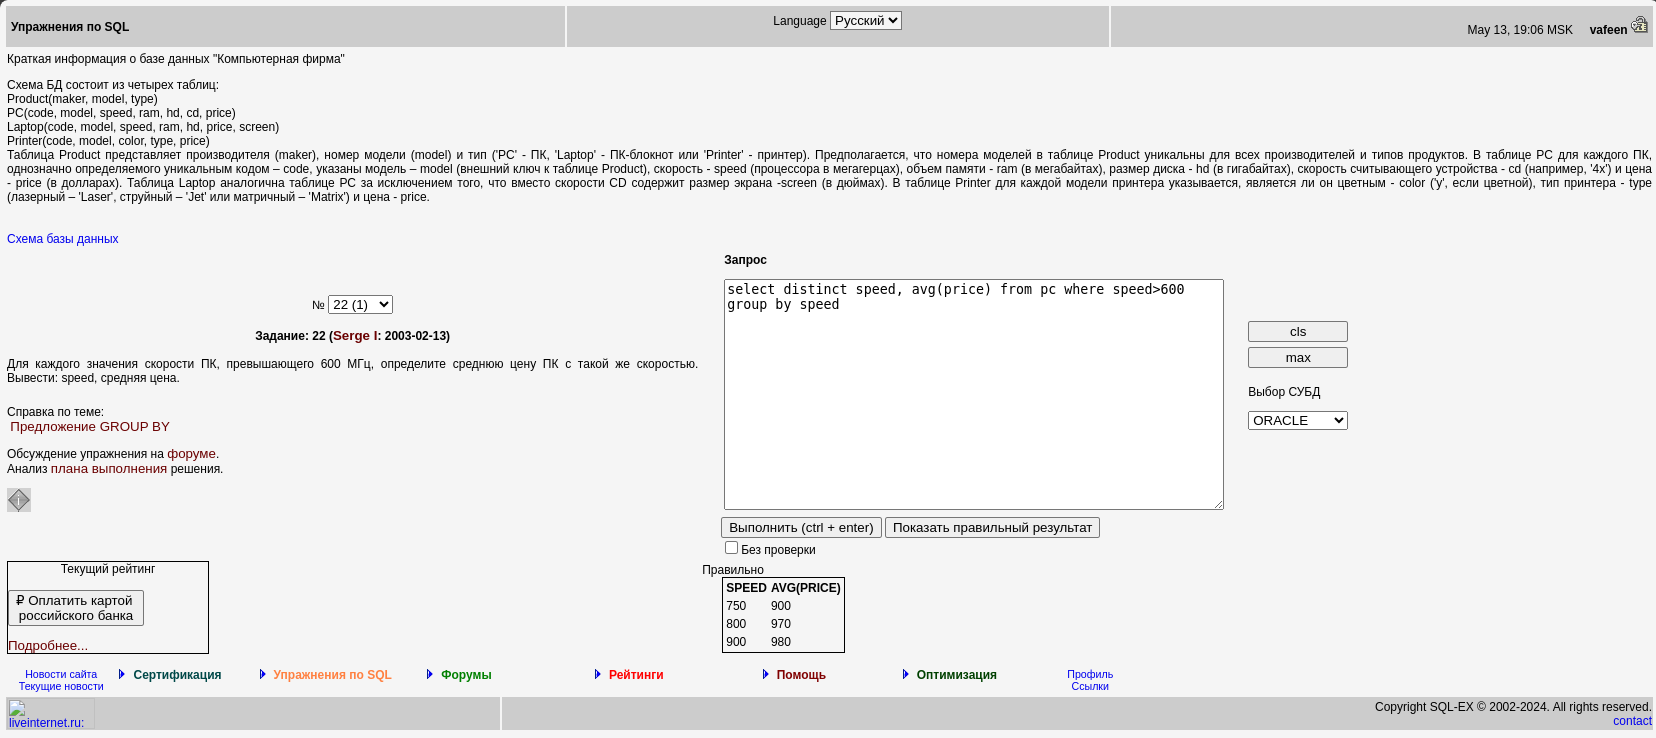 Упражнения по SQL
Language Русский
May 13, 19:06 MSK vafeen
Краткая информация о базе данных "Компьютерная фирма"
Схема БД состоит из четырех таблиц:
Product(maker, model, type)
PC(code, model, speed, ram, hd, cd, price)
Laptop(code, model, speed, ram, hd, price, screen)
Printer(code, model, color, type, price)
Таблица Product представляет производителя (maker), номер модели (model) и тип ('PC' - ПК, 'Laptop' - ПК-блокнот или 'Printer' - принтер). Предполагается, что номера моделей в таблице Product уникальны для всех производителей и типов продуктов. В таблице PC для каждого ПК,
однозначно определяемого уникальным кодом – code, указаны модель – model (внешний ключ к таблице Product), скорость - speed (процессора в мегагерцах), объем памяти - ram (в мегабайтах), размер диска - hd (в гигабайтах), скорость считывающего устройства - cd (например, '4x') и цена
- price (в долларах). Таблица Laptop аналогична таблице РС за исключением того, что вместо скорости CD содержит размер экрана -screen (в дюймах). В таблице Printer для каждой модели принтера указывается, является ли он цветным - color ('y', если цветной), тип принтера - type
(лазерный – 'Laser', струйный – 'Jet' или матричный – 'Matrix') и цена - price.
Схема базы данных
№ 22 (1)
Задание: 22 (Serge I: 2003-02-13)
Для каждого значения скорости ПК, превышающего 600 МГц, определите среднюю цену ПК с такой же скоростью.
Вывести: speed, средняя цена.
Справка по теме:
Предложение GROUP BY
Обсуждение упражнения на форуме.
Анализ плана выполнения решения.
Запрос
select distinct speed, avg(price) from pc where speed>600
group by speed
cls
max
Выбор СУБД
ORACLE
Выполнить (ctrl + enter) Показать правильный результат
Без проверки
Текущий рейтинг
₽ Оплатить картой
российского банка
Подробнее...
Правильно
SPEED AVG(PRICE)
750 900
800 970
900 980
Новости сайта
Текущие новости
Сертификация
Упражнения по SQL
Форумы
Рейтинги
Помощь
Оптимизация
Профиль
Ссылки
liveinternet.ru:
Copyright SQL-EX © 2002-2024. All rights reserved.
contact